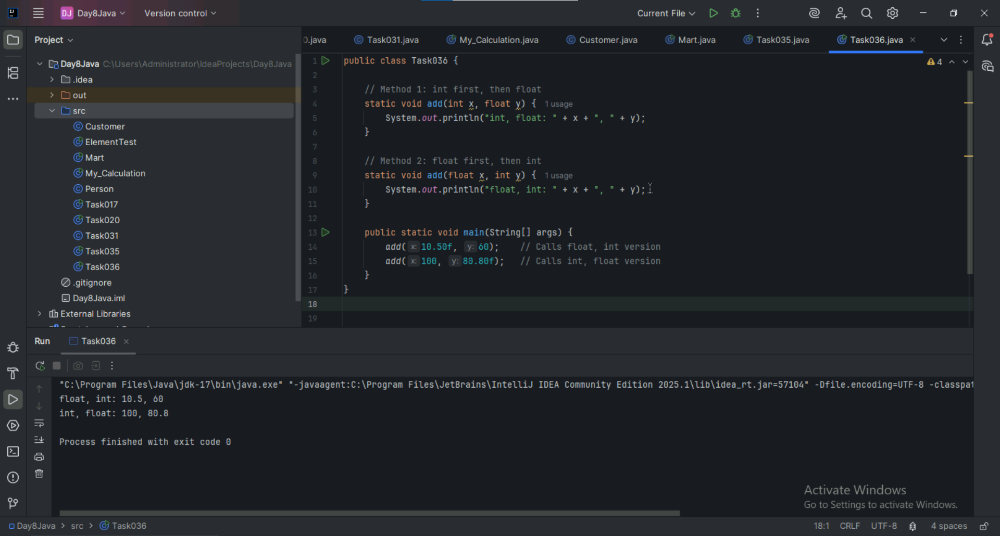 DJ Day8Java Version control Current File
Project
0.java Task031.java My_Calculation.java Customer.java Mart.java Task035.java Task036.java
Day8Java C:\Users\Administrator\IdeaProjects\Day8Java
.idea
out
src
Customer
ElementTest
Mart
My_Calculation
Person
Task017
Task020
Task031
Task035
Task036
.gitignore
Day8Java.iml
External Libraries
4
1 public class Task036 {
2
3 // Method 1: int first, then float
4 static void add(int x, float y) { 1 usage
5 System.out.println("int, float: " + x + ", " + y);
6 }
7
8 // Method 2: float first, then int
9 static void add(float x, int y) { 1 usage
10 System.out.println("float, int: " + x + ", " + y);
11 }
12
13 public static void main(String[] args) {
14 add( x: 10.50f, y: 60); // Calls float, int version
15 add( x: 100, y: 80.80f); // Calls int, float version
16 }
17 }
18
19
Run Task036
"C:\Program Files\Java\jdk-17\bin\java.exe" "-javaagent:C:\Program Files\JetBrains\IntelliJ IDEA Community Edition 2025.1\lib\idea_rt.jar=57104" -Dfile.encoding=UTF-8 -classpat
float, int: 10.5, 60
int, float: 100, 80.8
Process finished with exit code 0
Activate Windows
Go to Settings to activate Windows.
Day8Java > src > Task036 18:1 CRLF UTF-8 4 spaces